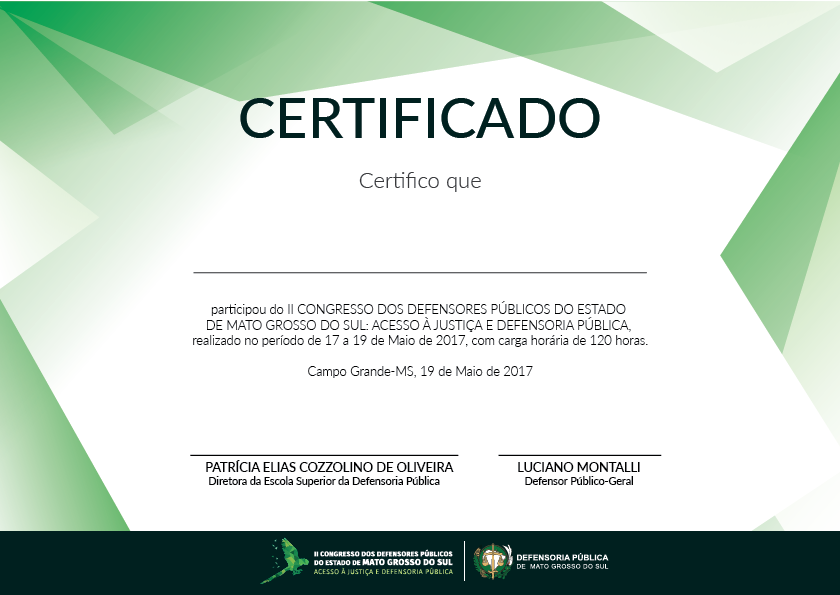 CERTIFICADO
Certifico que
participou do II CONGRESSO DOS DEFENSORES PÚBLICOS DO ESTADO
DE MATO GROSSO DO SUL: ACESSO À JUSTIÇA E DEFENSORIA PÚBLICA,
realizado no período de 17 a 19 de Maio de 2017, com carga horária de 120 horas.
Campo Grande-MS, 19 de Maio de 2017
PATRÍCIA ELIAS COZZOLINO DE OLIVEIRA
Diretora da Escola Superior da Defensoria Pública
LUCIANO MONTALLI
Defensor Público-Geral
II CONGRESSO DOS DEFENSORES PÚBLICOS
DO ESTADO DE MATO GROSSO DO SUL
ACESSO À JUSTIÇA E DEFENSORIA PÚBLICA
DEFENSORIA PÚBLICA
DE MATO GROSSO DO SUL